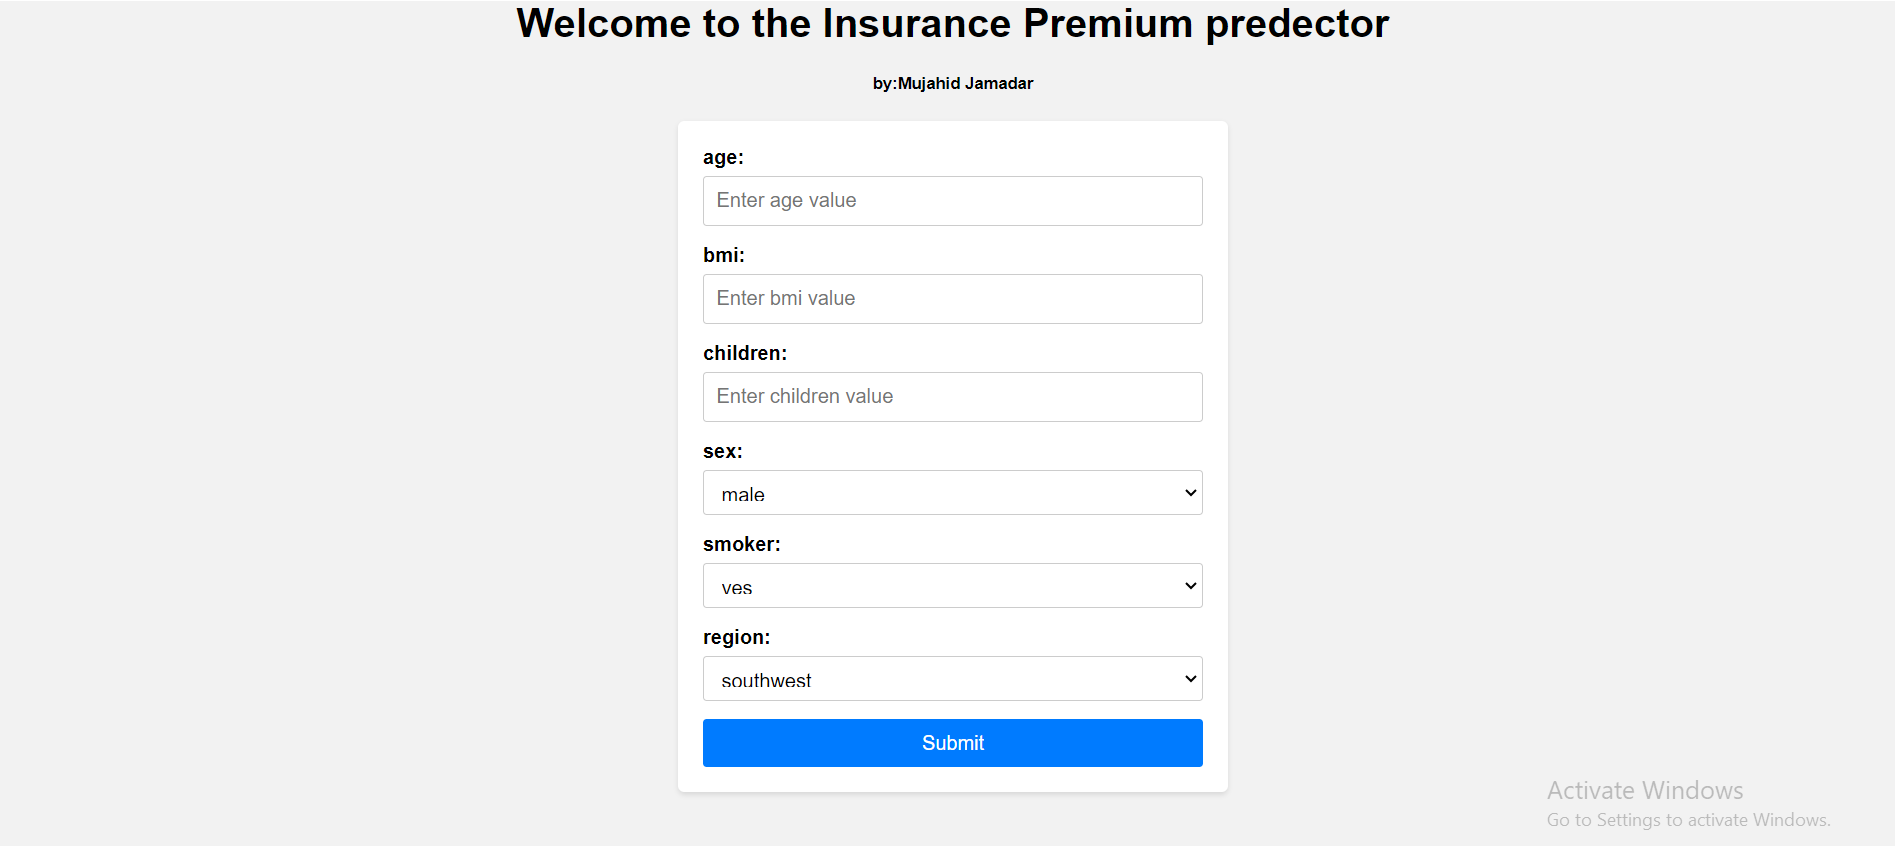 Welcome to the Insurance Premium predector
by:Mujahid Jamadar
age:
Enter age value
bmi:
Enter bmi value
children:
Enter children value
sex:
male
smoker:
yes
region:
southwest
Submit
Activate Windows
Go to Settings to activate Windows.